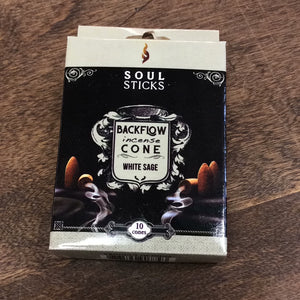 SOUL
STICKS
BACKFLOW
incense
CONE
WHITE SAGE
10
cones